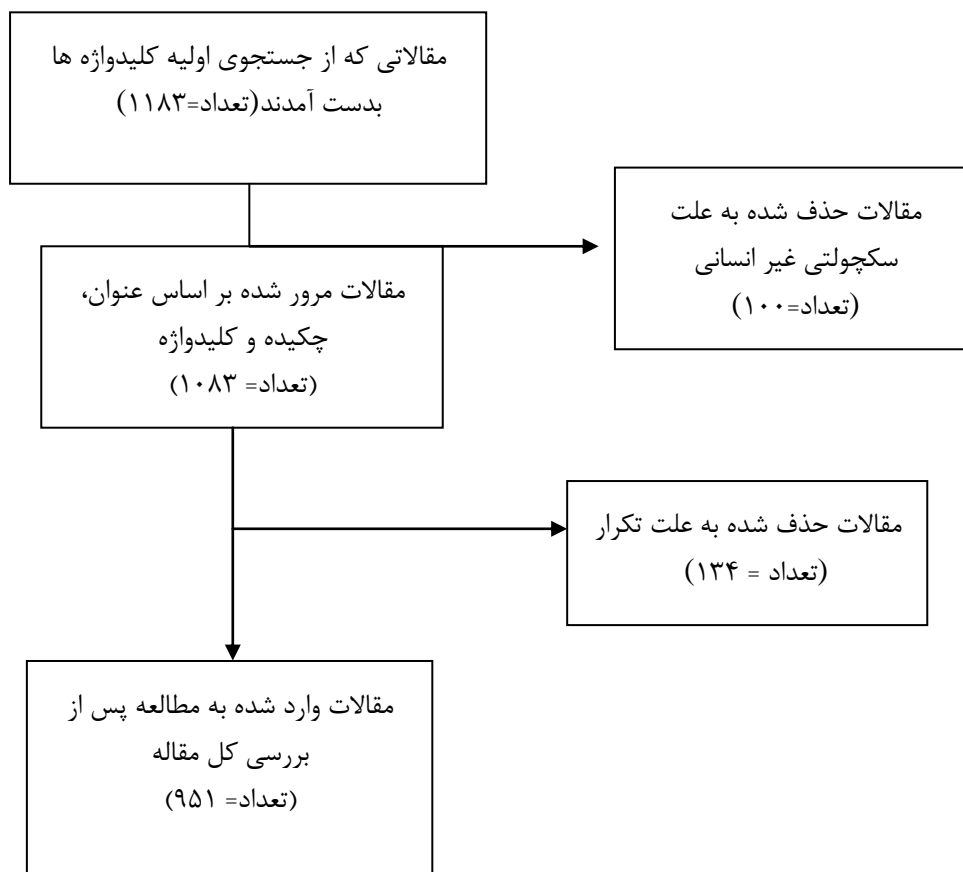 مقالاتی که از جستجوی اولیه کلیدواژه ها
بدست آمدند(تعداد=۱۱۸۳)
مقالات حذف شده به علت
سکچولتی غیر انسانی
(تعداد=۱۰۰)
مقالات مرور شده بر اساس عنوان،
چکیده و کلیدواژه
(تعداد= ۱۰۸۳)
مقالات حذف شده به علت تکرار
(تعداد = ۱۳۴)
مقالات وارد شده به مطالعه پس از
بررسی کل مقاله
(تعداد= ۹۵۱)